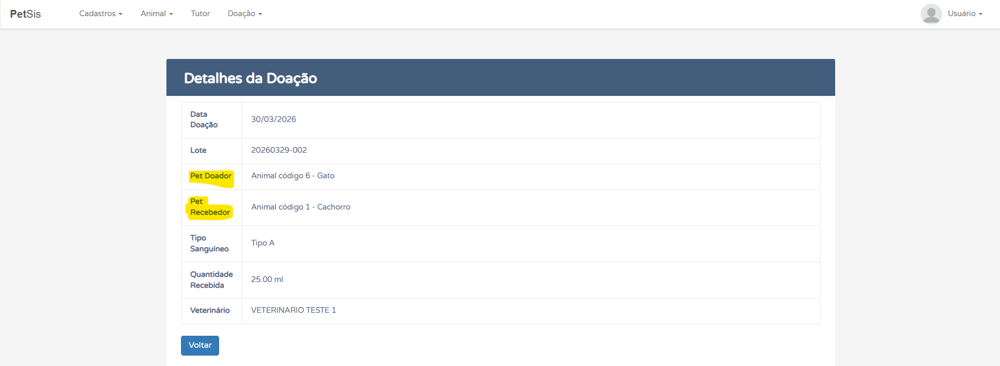 PetSis
Cadastros
Animal
Tutor
Doação
Usuário
Detalhes da Doação
Data
Doação
30/03/2026
Lote
20260329-002
Pet Doador
Animal código 6 - Gato
Pet
Recebedor
Animal código 1 - Cachorro
Tipo
Sanguíneo
Tipo A
Quantidade
Recebida
25.00 ml
Veterinário
VETERINARIO TESTE 1
Voltar